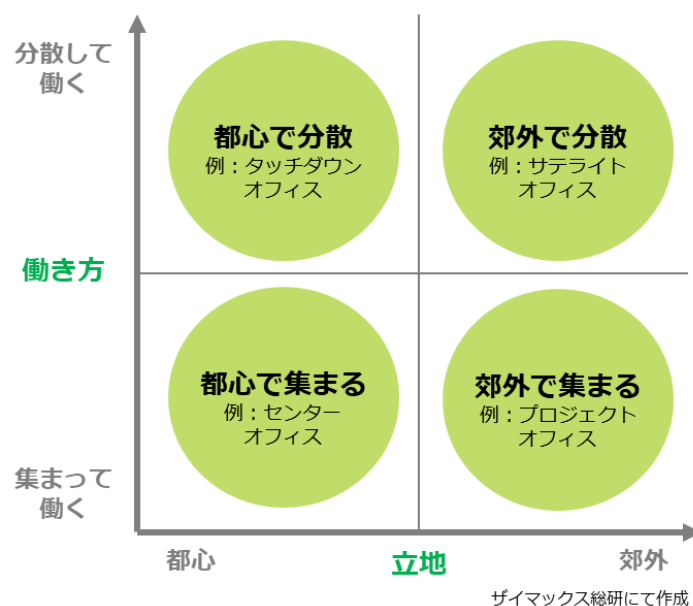 分散して
働く
都心で分散
例：タッチダウン
オフィス
郊外で分散
例：サテライト
オフィス
働き方
都心で集まる
例：センター
オフィス
郊外で集まる
例：プロジェクト
オフィス
集まって
働く
都心
立地
郊外
ザイマックス総研にて作成